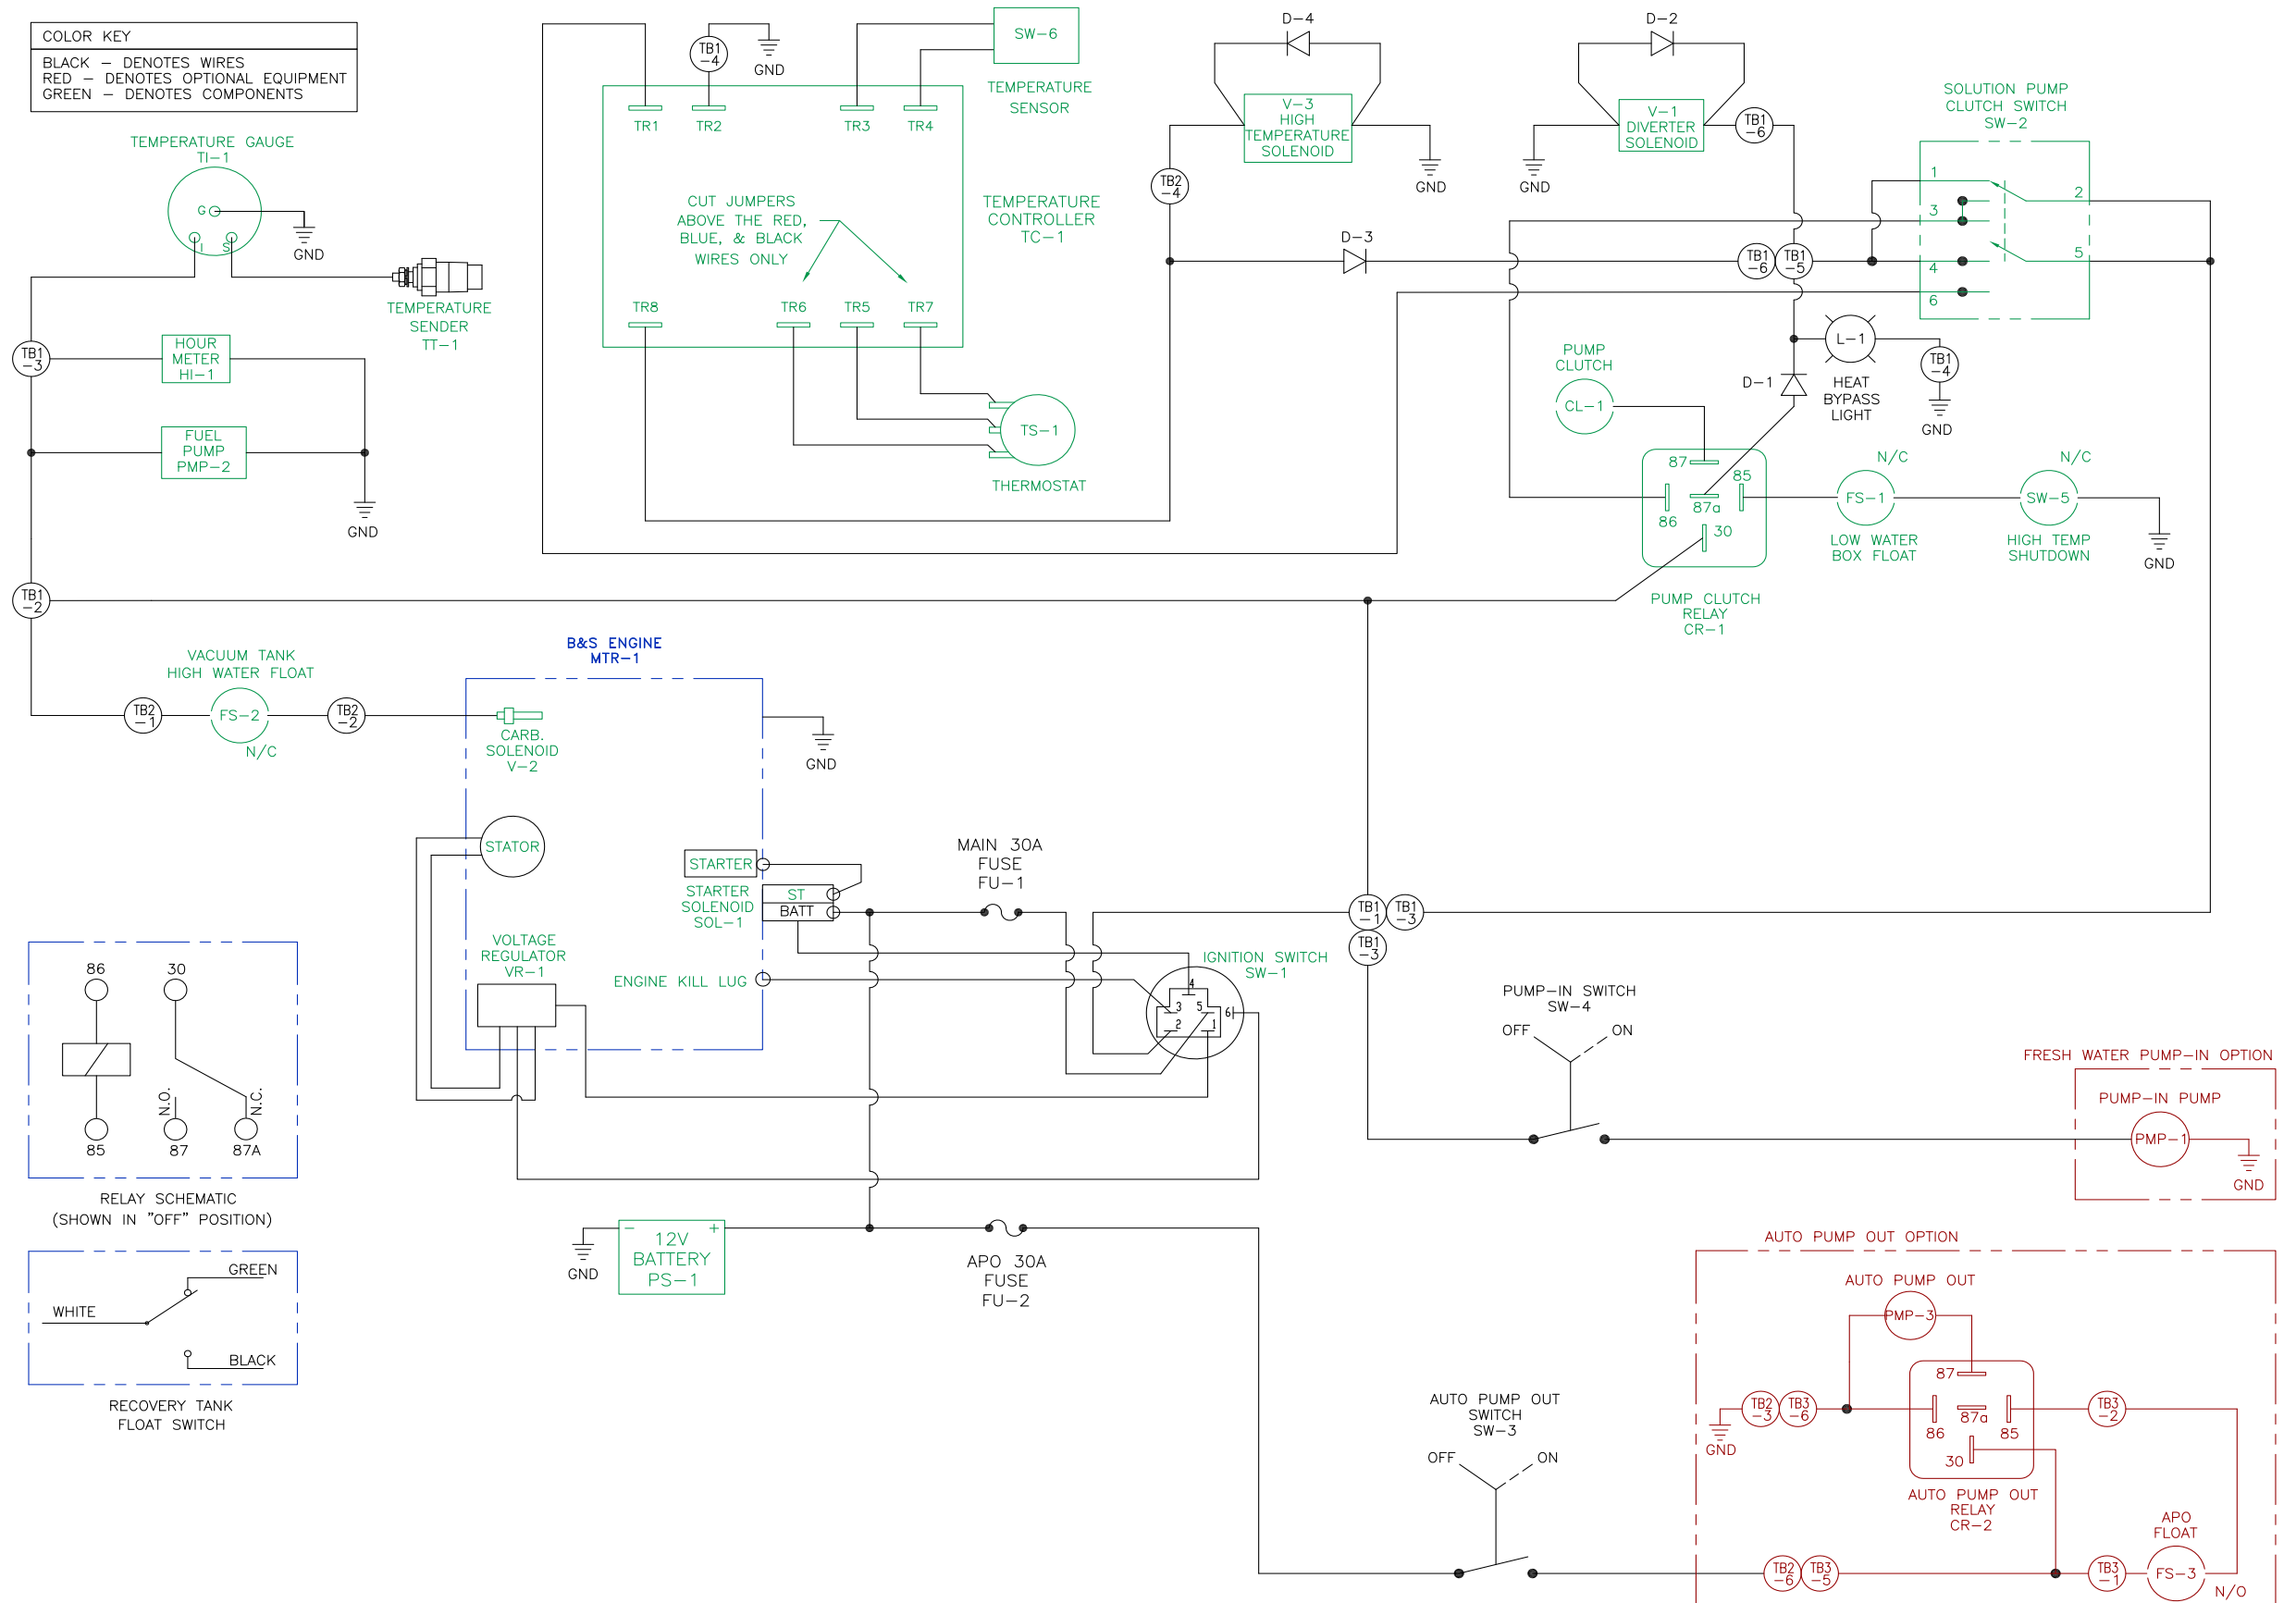 COLOR KEY
BLACK – DENOTES WIRES
RED – DENOTES OPTIONAL EQUIPMENT
GREEN – DENOTES COMPONENTS
TEMPERATURE GAUGE
TI-1
G
I
S
GND
TEMPERATURE
SENDER
TT-1
TB1
-3
HOUR
METER
HI-1
FUEL
PUMP
PMP-2
GND
TB1
-2
TB1
-4
GND
TR1
TR2
TR3
TR4
SW-6
TEMPERATURE
SENSOR
CUT JUMPERS
ABOVE THE RED,
BLUE, & BLACK
WIRES ONLY
TEMPERATURE
CONTROLLER
TC-1
TR8
TR6
TR5
TR7
TS-1
THERMOSTAT
D-4
V-3
HIGH
TEMPERATURE
SOLENOID
GND
TB2
-4
D-3
D-2
V-1
DIVERTER
SOLENOID
GND
TB1
-6
TB1
-6
TB1
-5
SOLUTION PUMP
CLUTCH SWITCH
SW-2
1
2
3
4
5
6
L-1
HEAT
BYPASS
LIGHT
TB1
-4
GND
D-1
PUMP
CLUTCH
CL-1
87
85
87a
86
30
PUMP CLUTCH
RELAY
CR-1
N/C
FS-1
LOW WATER
BOX FLOAT
N/C
SW-5
HIGH TEMP
SHUTDOWN
GND
VACUUM TANK
HIGH WATER FLOAT
TB2
-1
FS-2
N/C
TB2
-2
B&S ENGINE
MTR-1
CARB.
SOLENOID
V-2
GND
STATOR
STARTER
STARTER
SOLENOID
SOL-1
ST
BATT
VOLTAGE
REGULATOR
VR-1
ENGINE KILL LUG
MAIN 30A
FUSE
FU-1
IGNITION SWITCH
SW-1
4
3
5
6
2
1
TB1
-1
TB1
-3
TB1
-3
PUMP-IN SWITCH
SW-4
OFF
ON
FRESH WATER PUMP-IN OPTION
PUMP-IN PUMP
PMP-1
GND
86
30
N.O.
N.C.
85
87
87A
RELAY SCHEMATIC
(SHOWN IN "OFF" POSITION)
GREEN
WHITE
BLACK
RECOVERY TANK
FLOAT SWITCH
GND
–
+
12V
BATTERY
PS-1
APO 30A
FUSE
FU-2
AUTO PUMP OUT
SWITCH
SW-3
OFF
ON
AUTO PUMP OUT OPTION
AUTO PUMP OUT
PMP-3
87
TB2
-3
TB3
-6
GND
86
87a
85
30
TB3
-2
AUTO PUMP OUT
RELAY
CR-2
APO
FLOAT
TB2
-6
TB3
-5
TB3
-1
FS-3
N/O